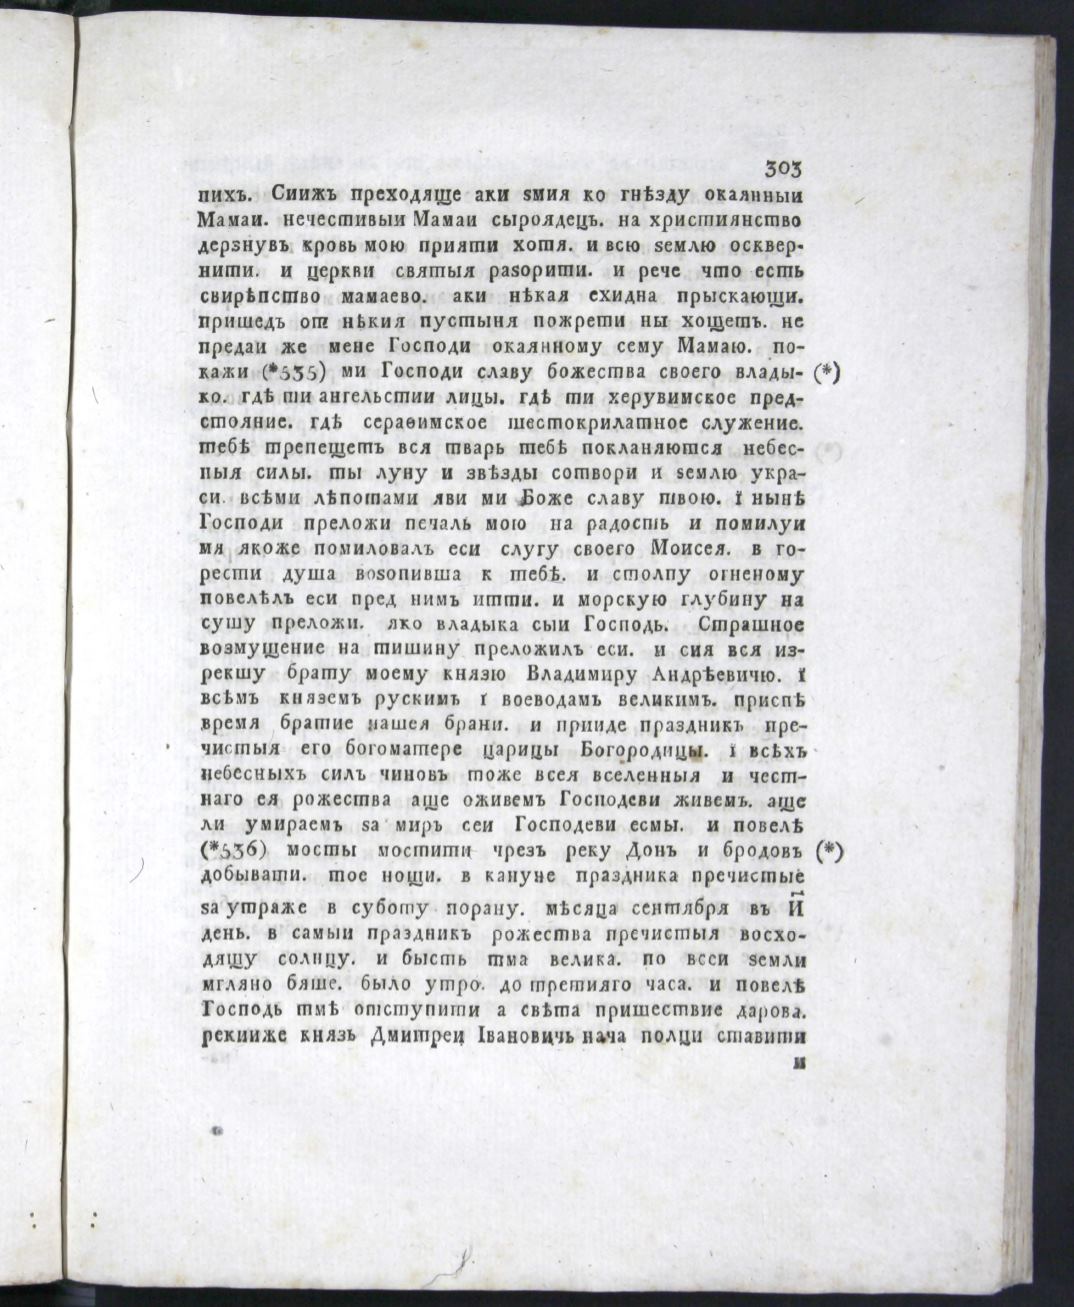 303
нихъ. Сиижъ преходяще аки ѕмия ко гнѣзду окаянныи
Мамаи. нечестивыи Мамаи сыроядецъ. на християнство
дерзнувъ кровь мою прияти хотя. и всю ѕемлю осквер-
нити. и церкви святыя раѕорити. и рече что есть
свирѣпство мамаево. аки нѣкая ехидна прыскающи.
пришедъ от нѣкия пустыня пожрети ны хощетъ. не
предаи же мене Господи окаянному сему Мамаю. по-
кажи (*535) ми Господи славу божества своего влады- (*)
ко. гдѣ ти ангельстии лицы. гдѣ ти херувимское пред-
стояние. гдѣ сераѳимское шестокрилатное служение.
тебѣ трепещетъ вся тварь тебѣ покланяются небес-
ныя силы. ты луну и звѣзды сотвори и ѕемлю укра-
си. всѣми лѣпотами яви ми Боже славу твою. ї нынѣ
Господи преложи печаль мою на радость и помилуи
мя якоже помиловалъ еси слугу своего Моисея. в го-
рести душа воѕопивша к тебѣ. и столпу огненому
повелѣлъ еси пред нимъ итти. и морскую глубину на
сушу преложи. яко владыка сыи Господь. Страшное
возмущение на тишину преложилъ еси. и сия вся из-
рекшу брату моему князю Владимиру Андрѣевичю. ї
всѣмъ княземъ рускимъ ї воеводамъ великимъ. приспѣ
время братие нашея брани. и прииде праздникъ пре-
чистыя его богоматере царицы Богородицы. ї всѣхъ
небесныхъ силъ чиновъ тоже всея вселенныя и чест-
наго ея рожества аще оживемъ Господеви живемъ. аще
ли умираемъ ѕа миръ сеи Господеви есмы. и повелѣ
(*536) мосты мостити чрезъ реку Донъ и бродовъ (*)
добывати. тое нощи. в кануне праздника пречистые
ѕа утраже в суботу порану. мѣсяца сентября въ И҃
день. в самыи праздникъ рожества пречистыя восхо-
дящу солнцу. и бысть тма велика. по всеи ѕемли
мгляно бяше. было утро. до третияго часа. и повелѣ
Господь тмѣ отступити а свѣта пришествие дарова.
рекииже князь Дмитреи Івановичь нача полци ставити
и